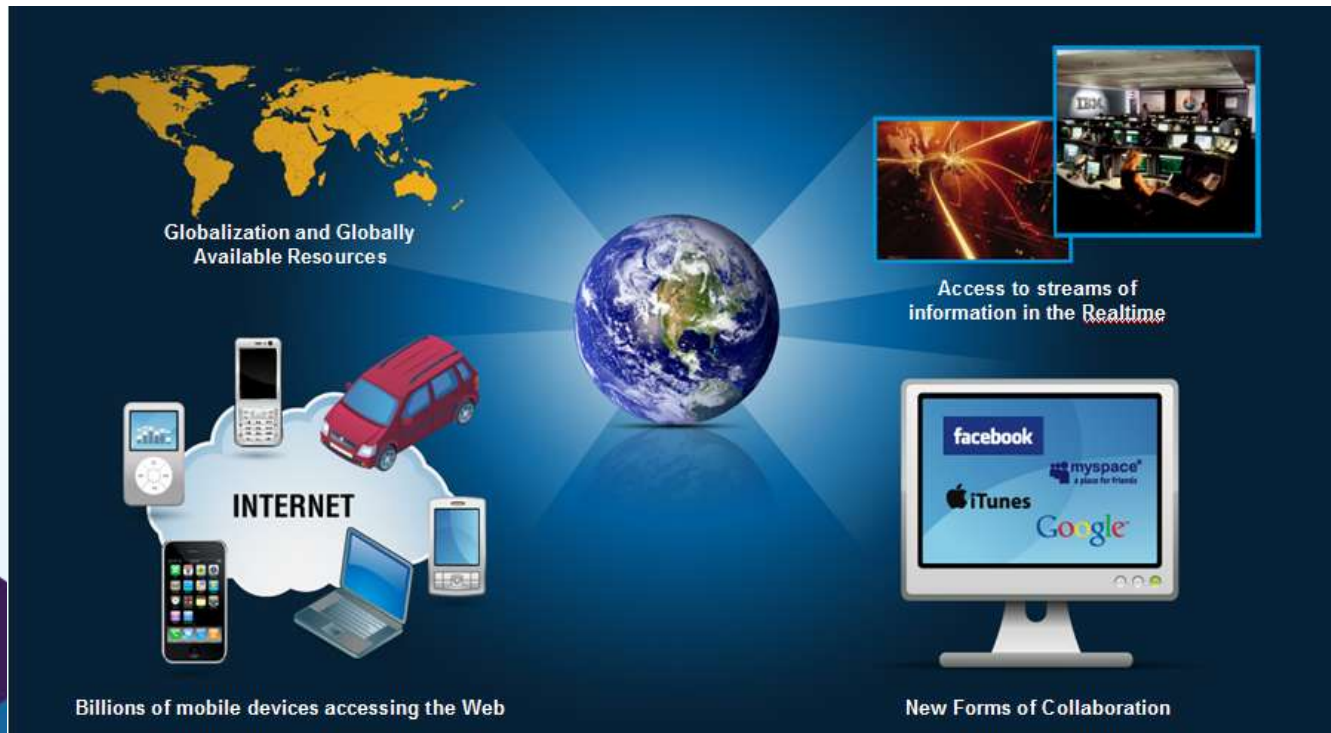 Globalization and Globally
Available Resources
IBM
Access to streams of
information in the Realtime
INTERNET
Billions of mobile devices accessing the Web
facebook
myspace
a place for friends
iTunes
Google
New Forms of Collaboration